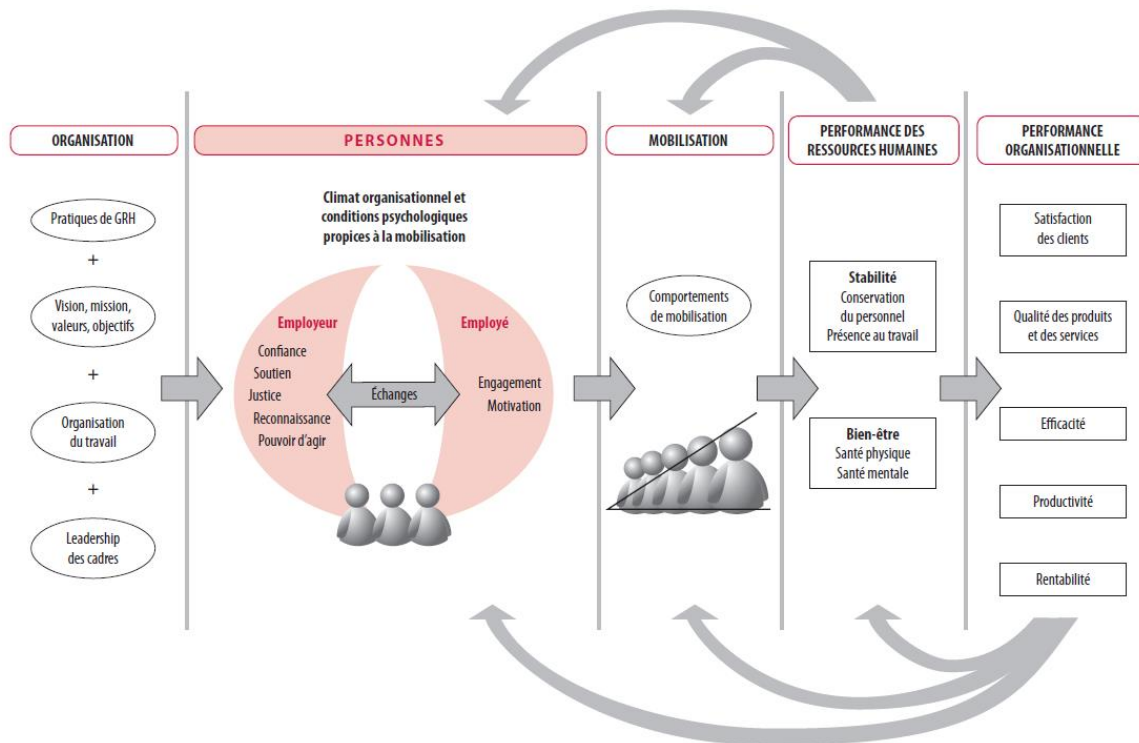 ORGANISATION
Pratiques de GRH
+
Vision, mission,
valeurs, objectifs
+
Organisation
du travail
+
Leadership
des cadres
PERSONNES
Climat organisationnel et
conditions psychologiques
propices à la mobilisation
Employeur
Confiance
Soutien
Justice
Reconnaissance
Pouvoir d’agir
Échanges
Employé
Engagement
Motivation
MOBILISATION
Comportements
de mobilisation
PERFORMANCE DES
RESSOURCES HUMAINES
Stabilité
Conservation
du personnel
Présence au travail
Bien-être
Santé physique
Santé mentale
PERFORMANCE
ORGANISATIONNELLE
Satisfaction
des clients
Qualité des produits
et des services
Efficacité
Productivité
Rentabilité